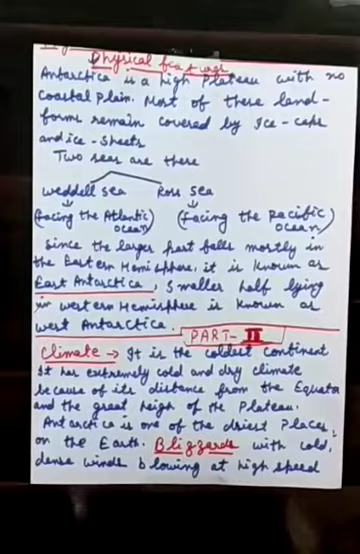 Physical features
Antarctica is a high Plateau with no
coastal Plain. Most of these land-
forms remain covered by Ice-caps
and ice-sheets
Two seas are there
Weddell Sea Ross Sea
(facing the Atlantic Ocean) (facing the pacific Ocean)
Since the larger part falls mostly in
the Eastern Hemisphere, it is known as
East Antarctica, smaller half lying
in western Hemisphere is known as
West Antarctica.
PART-II
Climate → It is the coldest continent
It has extremely cold and dry climate
because of its distance from the Equato
and the great heigh of the Plateau.
Antarctica is one of the driest Places
on the Earth. Blizzards with cold,
dense winds blowing at high speed